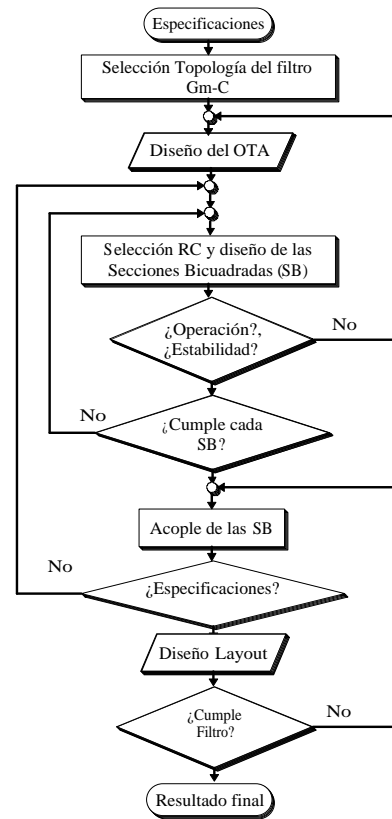 Especificaciones
Selección Topología del filtro
Gm-C
Diseño del OTA
Selección RC y diseño de las
Secciones Bicuadradas (SB)
¿Operación?,
¿Estabilidad?
No
¿Cumple cada
SB?
No
Acople de las SB
¿Especificaciones?
No
Diseño Layout
¿Cumple
Filtro?
No
Resultado final